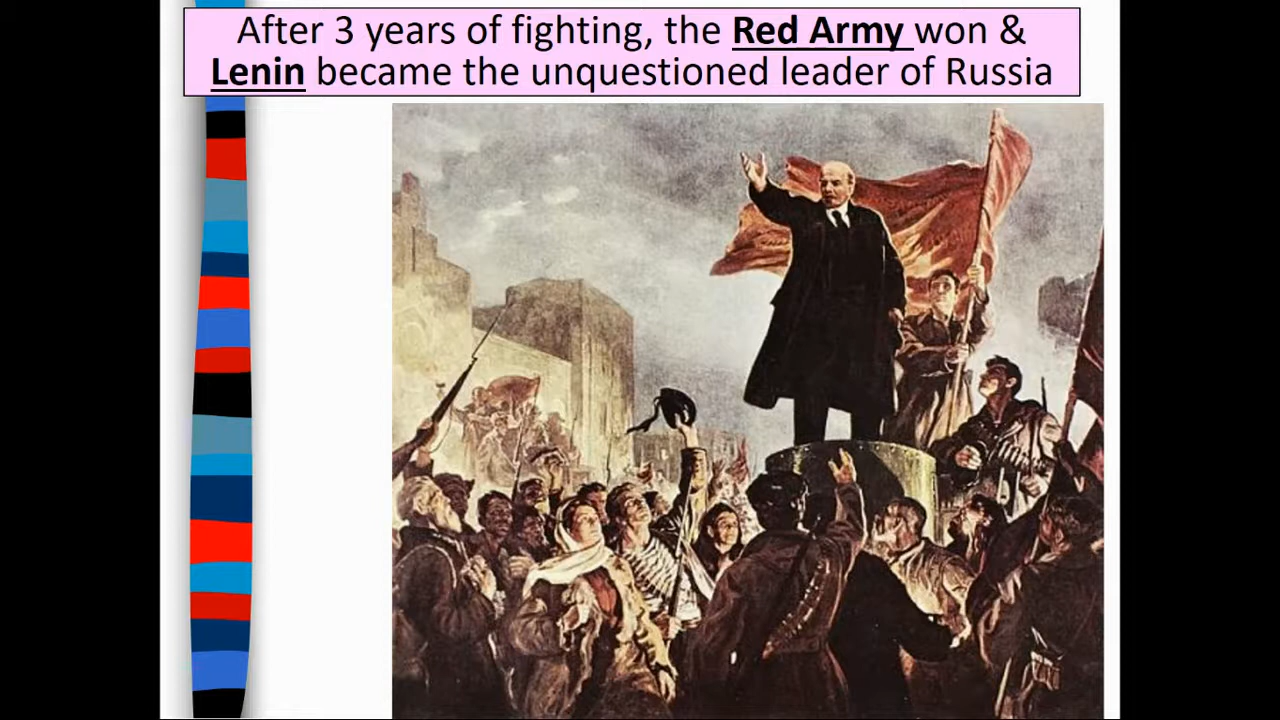 After 3 years of fighting, the Red Army won &
Lenin became the unquestioned leader of Russia